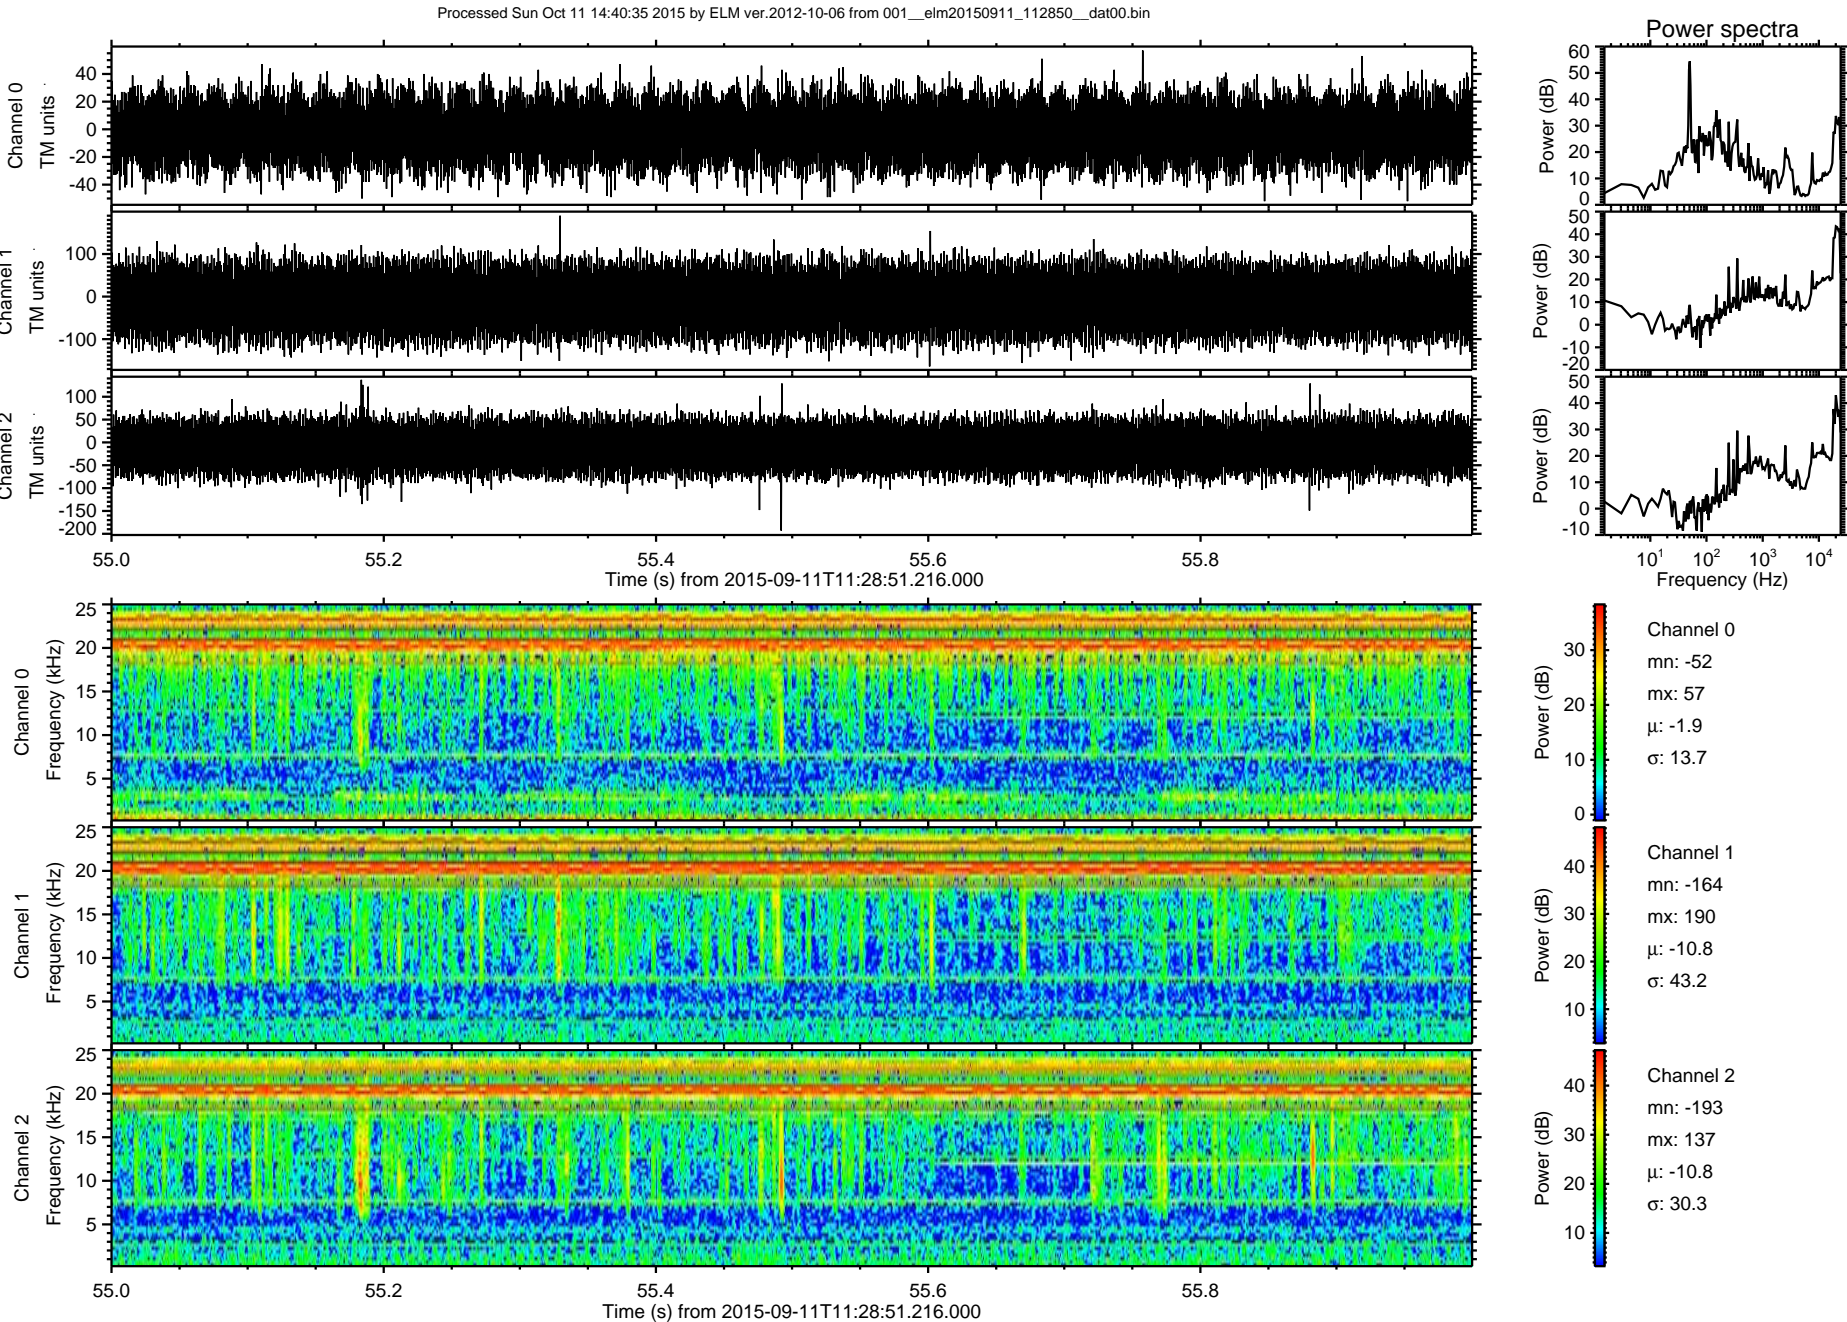 Processed Sun Oct 11 14:40:35 2015 by ELM ver.2012-10-06 from 001__elm20150911_112850__dat00.bin
Power spectra
Channel 0
TM units
40
20
0
-20
-40
Power (dB)
60
50
40
30
20
10
0
Channel 1
TM units
100
0
-100
Power (dB)
50
40
30
20
10
0
-10
-20
Channel 2
TM units
100
50
0
-50
-100
-150
-200
Power (dB)
50
40
30
20
10
0
-10
55.0 55.2 55.4 55.6 55.8
Time (s) from 2015-09-11T11:28:51.216.000
10¹ 10² 10³ 10⁴
Frequency (Hz)
Channel 0
Frequency (kHz)
25
20
15
10
5
Power (dB)
30
20
10
0
Channel 0
mn: -52
mx: 57
μ: -1.9
σ: 13.7
Channel 1
Frequency (kHz)
25
20
15
10
5
Power (dB)
40
30
20
10
Channel 1
mn: -164
mx: 190
μ: -10.8
σ: 43.2
Channel 2
Frequency (kHz)
25
20
15
10
5
Power (dB)
40
30
20
10
Channel 2
mn: -193
mx: 137
μ: -10.8
σ: 30.3
55.0 55.2 55.4 55.6 55.8
Time (s) from 2015-09-11T11:28:51.216.000